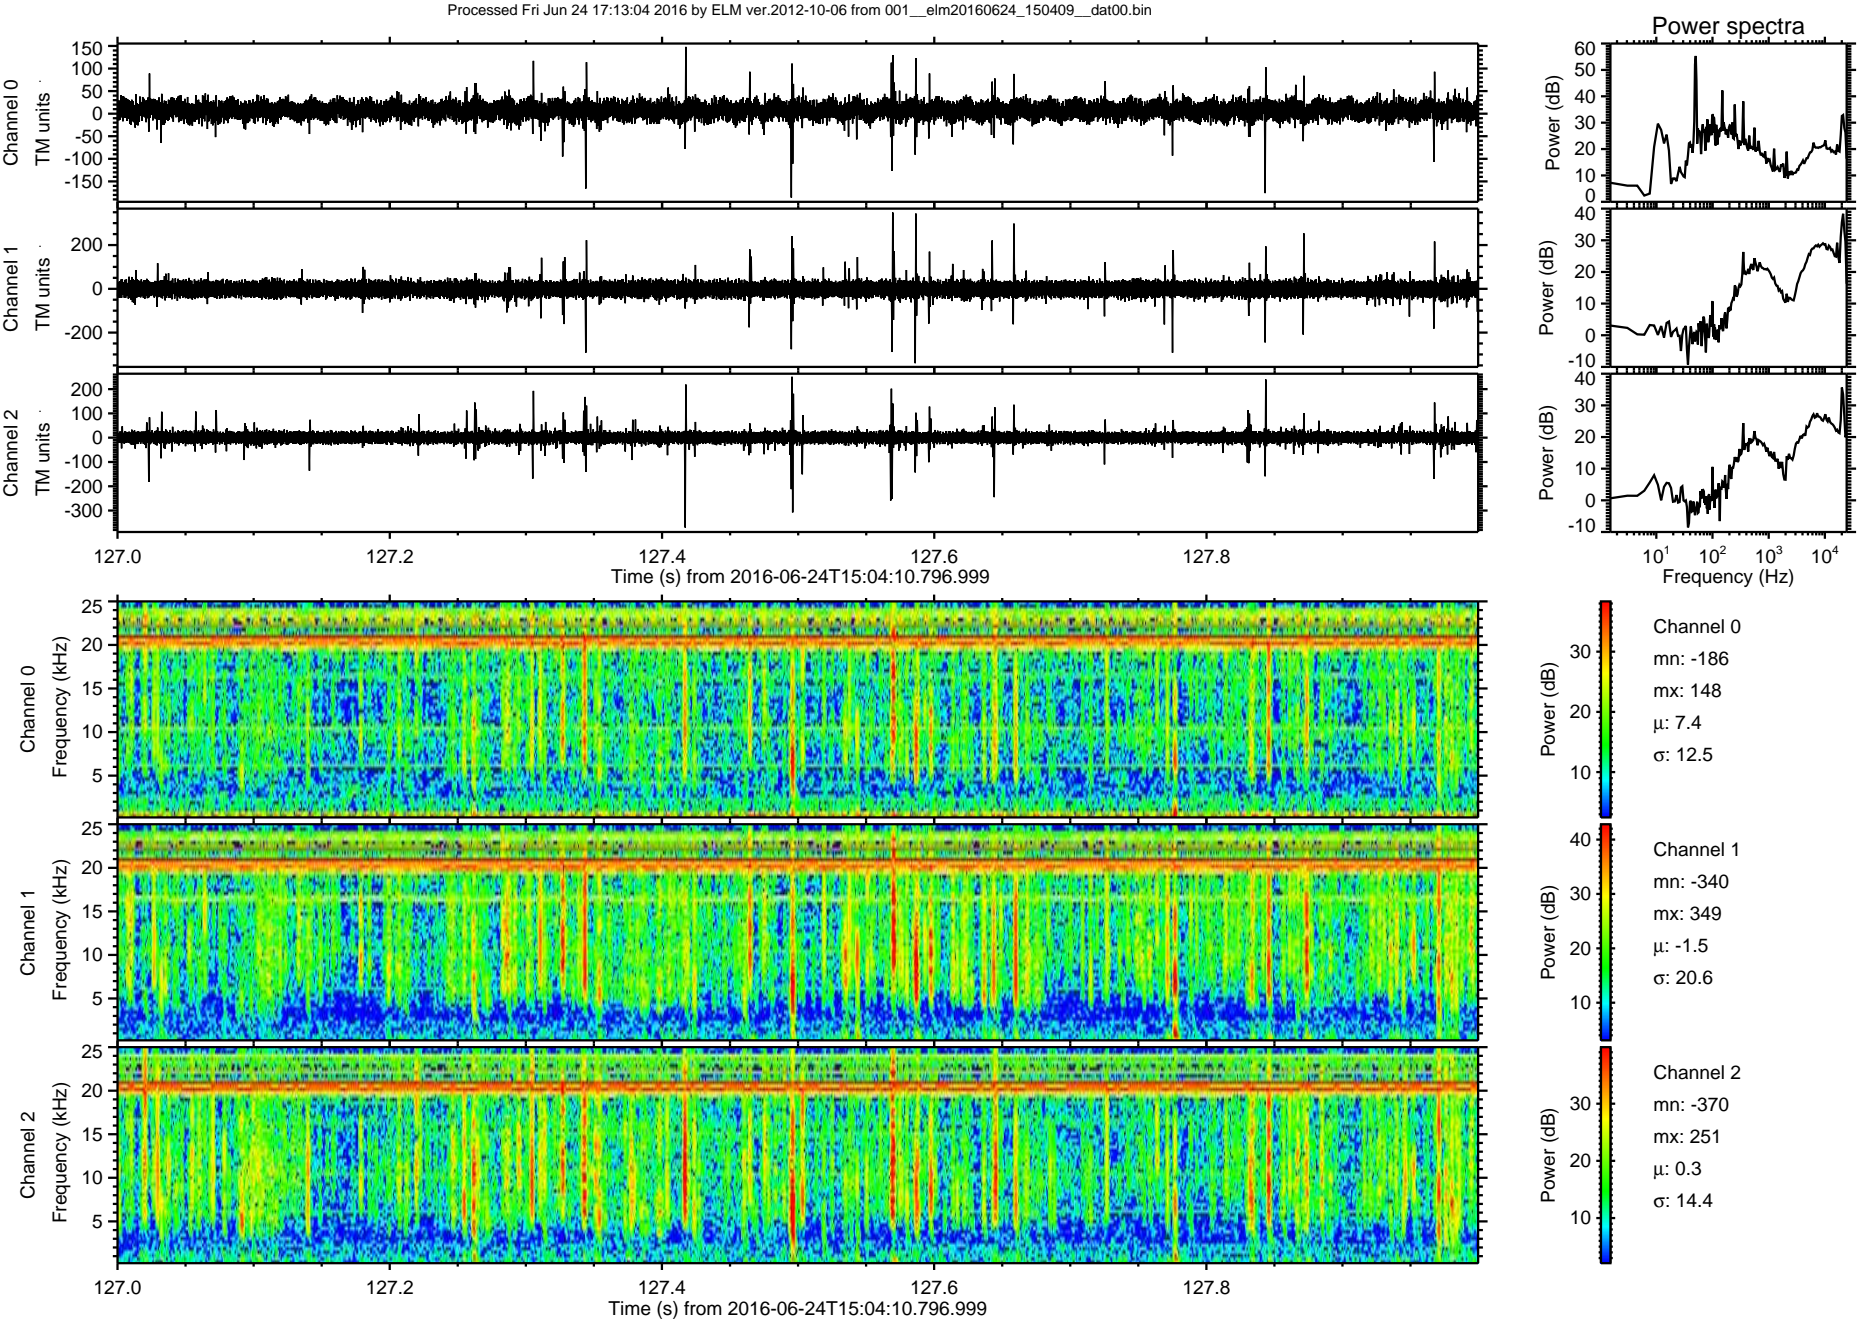 Processed Fri Jun 24 17:13:04 2016 by ELM ver.2012-10-06 from 001__elm20160624_150409__dat00.bin
Power spectra
Channel 0
TM units
150
100
50
0
-50
-100
-150
Power (dB)
60
50
40
30
20
10
0
Channel 1
TM units
200
0
-200
Power (dB)
40
30
20
10
0
-10
Channel 2
TM units
200
100
0
-100
-200
-300
Power (dB)
40
30
20
10
0
-10
127.0 127.2 127.4 127.6 127.8
Time (s) from 2016-06-24T15:04:10.796.999
10^1 10^2 10^3 10^4
Frequency (Hz)
Channel 0
Frequency (kHz)
25
20
15
10
5
Power (dB)
30
20
10
Channel 0
mn: -186
mx: 148
μ: 7.4
σ: 12.5
Channel 1
Frequency (kHz)
25
20
15
10
5
Power (dB)
40
30
20
10
Channel 1
mn: -340
mx: 349
μ: -1.5
σ: 20.6
Channel 2
Frequency (kHz)
25
20
15
10
5
Power (dB)
30
20
10
Channel 2
mn: -370
mx: 251
μ: 0.3
σ: 14.4
127.0 127.2 127.4 127.6 127.8
Time (s) from 2016-06-24T15:04:10.796.999